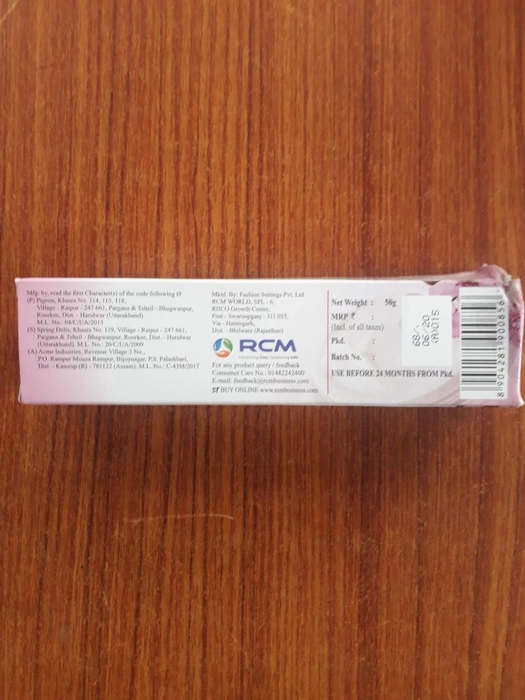 Mfg. by, read the first Character(s) of the code following @
(P) Pigeon, Khasra No. 114, 115, 118,
Village - Raipur - 247 661, Pargana & Tehsil - Bhagwanpur,
Roorkee, Dist. - Haridwar (Uttarakhand)
M.L. No.: 04/C/UA/2015
(S) Spring Dells, Khasra No. 119, Village - Raipur - 247 661,
Pargana & Tehsil - Bhagwanpur, Roorkee, Dist. - Haridwar
(Uttarakhand). M.L. No.: 20/C/UA/2009
(A) Acme Industries, Revenue Village 3 No.,
P.O. Rampur Mouza Rampur, Bijoynagar, P.S. Palashbari,
Dist. - Kamrup (R) - 781122 (Assam), M.L. No.: C-43M/2017
Mktd. By: Fashion Suitings Pvt. Ltd
RCM WORLD, SPL - 6,
RIICO Growth Centre,
Post - Swaroopganj - 311 025,
Via - Hamirgarh,
Dist. - Bhilwara (Rajasthan)
RCM
For any product query / feedback
Consumer Care No.: 01482242400
E-mail: feedback@rcmbusiness.com
BUY ONLINE www.rcmbusiness.com
Net Weight : 50g
MRP ₹ :
(Incl. of all taxes)
Pkd. :
Batch No. :
USE BEFORE 24 MONTHS FROM Pkd.
68/-
06/20
8904281900856